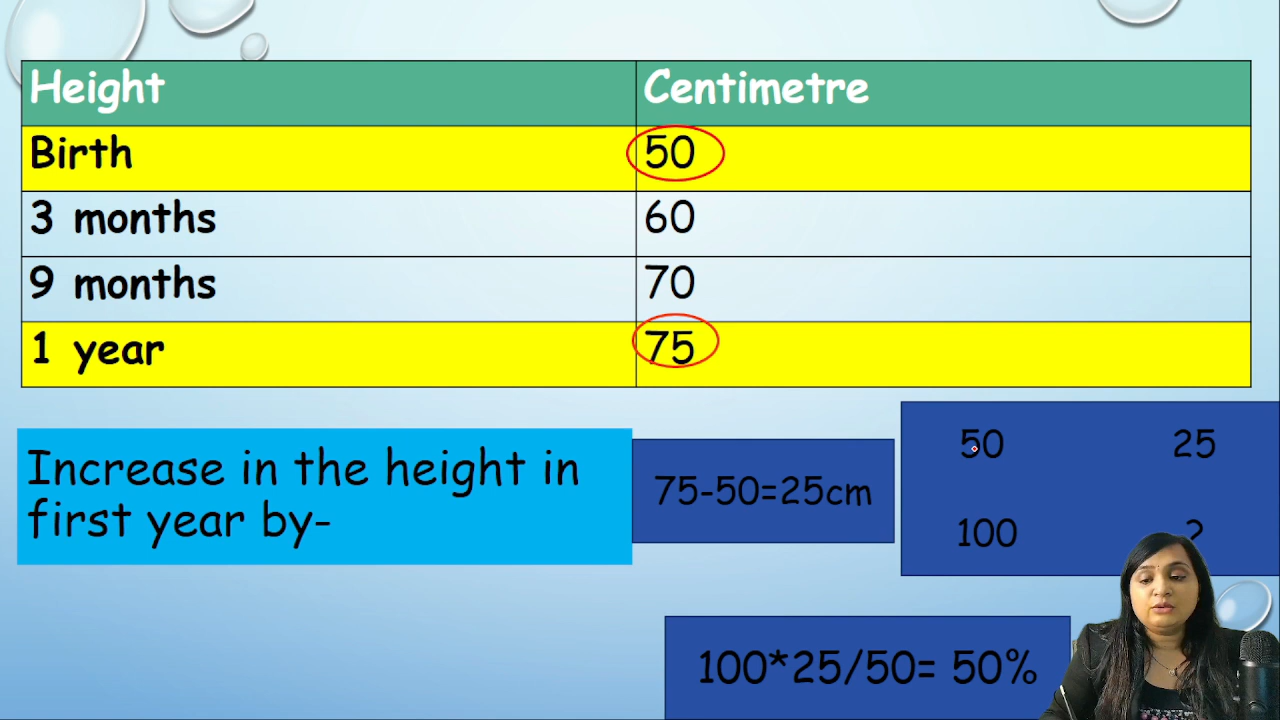 Height Centimetre
Birth 50
3 months 60
9 months 70
1 year 75
Increase in the height in
first year by-
75-50=25cm
50 25
100 ?
100*25/50= 50%